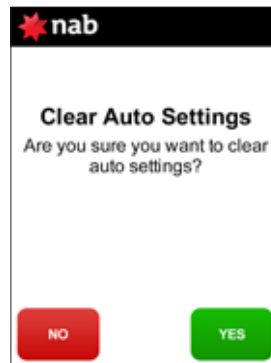 nab
Clear Auto Settings
Are you sure you want to clear
auto settings?
NO
YES